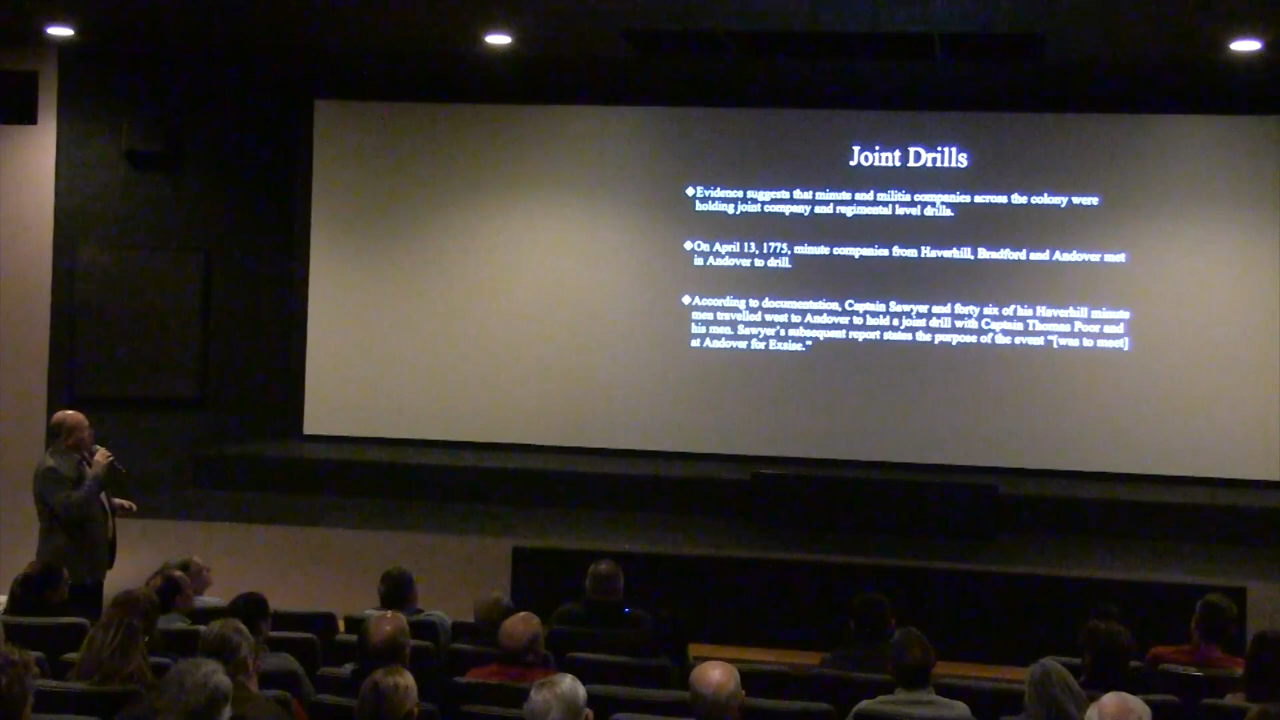 Joint Drills
❖Evidence suggests that minute and militia companies across the colony were
holding joint company and regimental level drills.
❖On April 13, 1775, minute companies from Haverhill, Bradford and Andover met
in Andover to drill.
❖According to documentation, Captain Sawyer and forty six of his Haverhill minute
men travelled west to Andover to hold a joint drill with Captain Thomas Poor and
his men. Sawyer's subsequent report states the purpose of the event "[was to meet]
at Andover for Exsise."